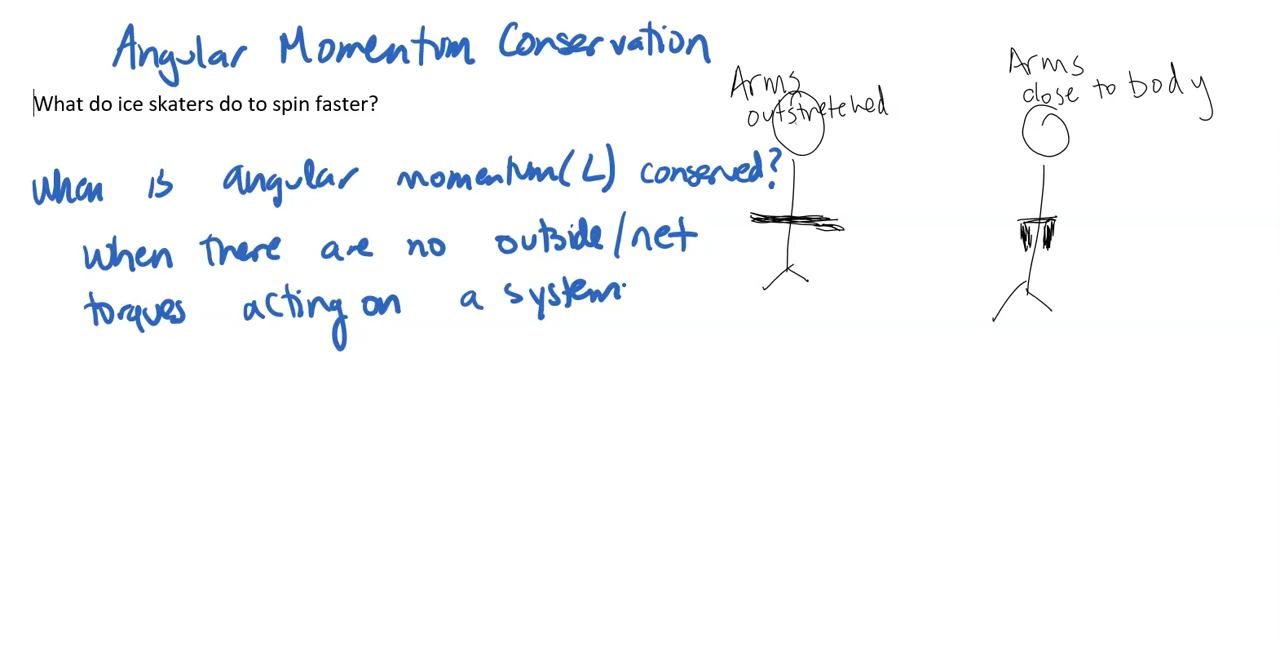 Angular Momentum Conservation
What do ice skaters do to spin faster?
When is angular momentum (L) conserved?
When there are no outside/net
torques acting on a system.
Arms
outstretched
Arms
close to body